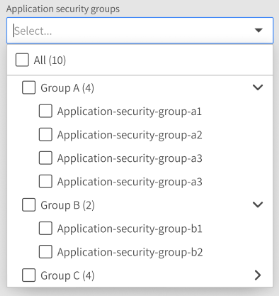 Application security groups
Select...
All (10)
Group A (4)
Application-security-group-a1
Application-security-group-a2
Application-security-group-a3
Application-security-group-a3
Group B (2)
Application-security-group-b1
Application-security-group-b2
Group C (4)